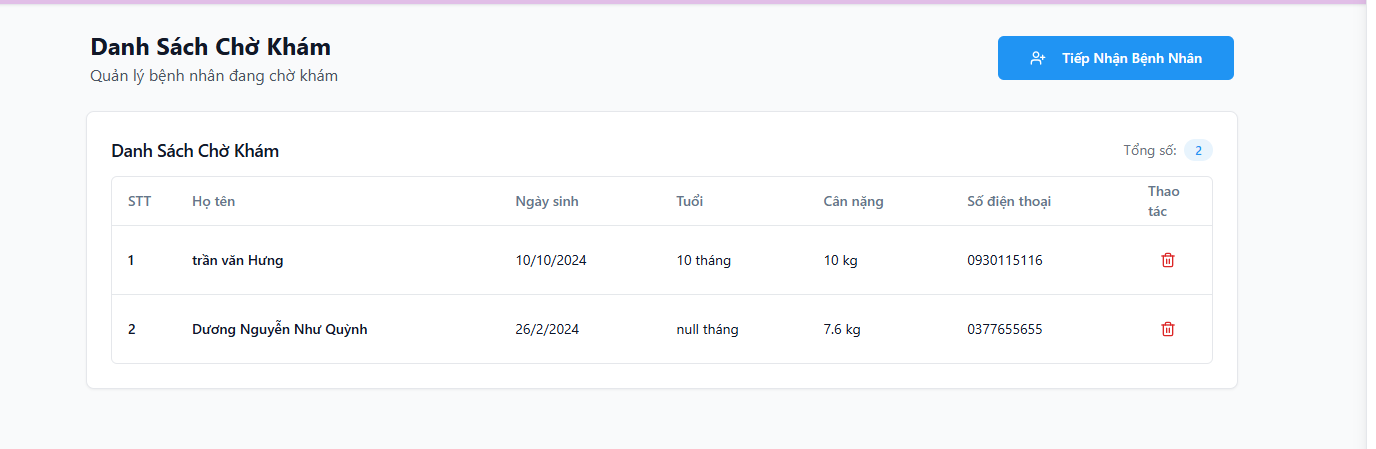 Danh Sách Chờ Khám
Quản lý bệnh nhân đang chờ khám
Tiếp Nhận Bệnh Nhân
Danh Sách Chờ Khám
Tổng số: 2
STT Họ tên Ngày sinh Tuổi Cân nặng Số điện thoại Thao tác
1 trần văn Hưng 10/10/2024 10 tháng 10 kg 0930115116
2 Dương Nguyễn Như Quỳnh 26/2/2024 null tháng 7.6 kg 0377655655